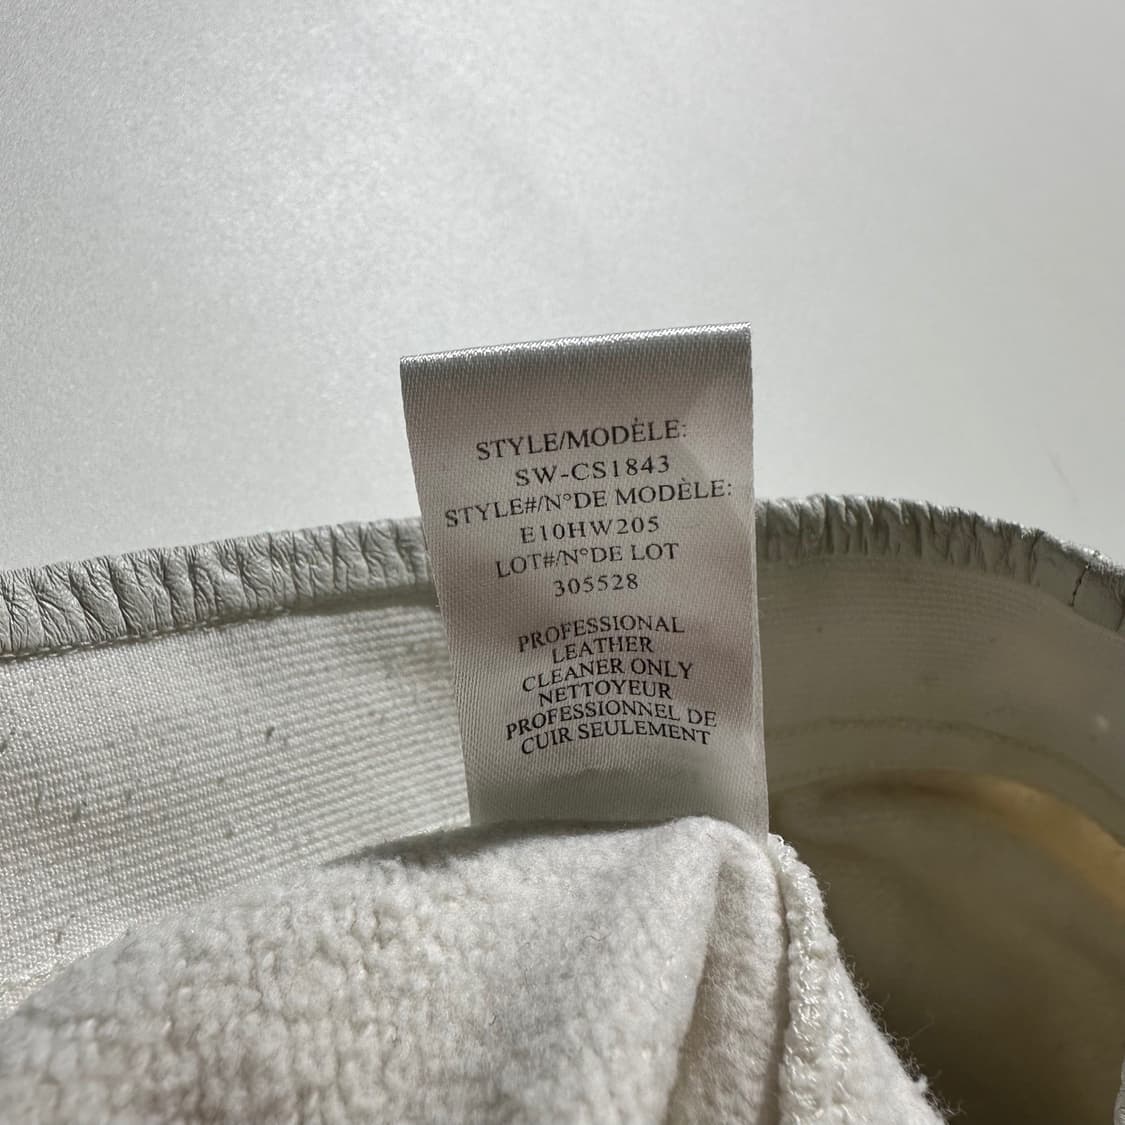 STYLE/MODÈLE:
SW-CS1843
STYLE#/N°DE MODÈLE:
E10HW205
LOT#/N°DE LOT
305528
PROFESSIONAL
LEATHER
CLEANER ONLY
NETTOYEUR
PROFESSIONNEL DE
CUIR SEULEMENT